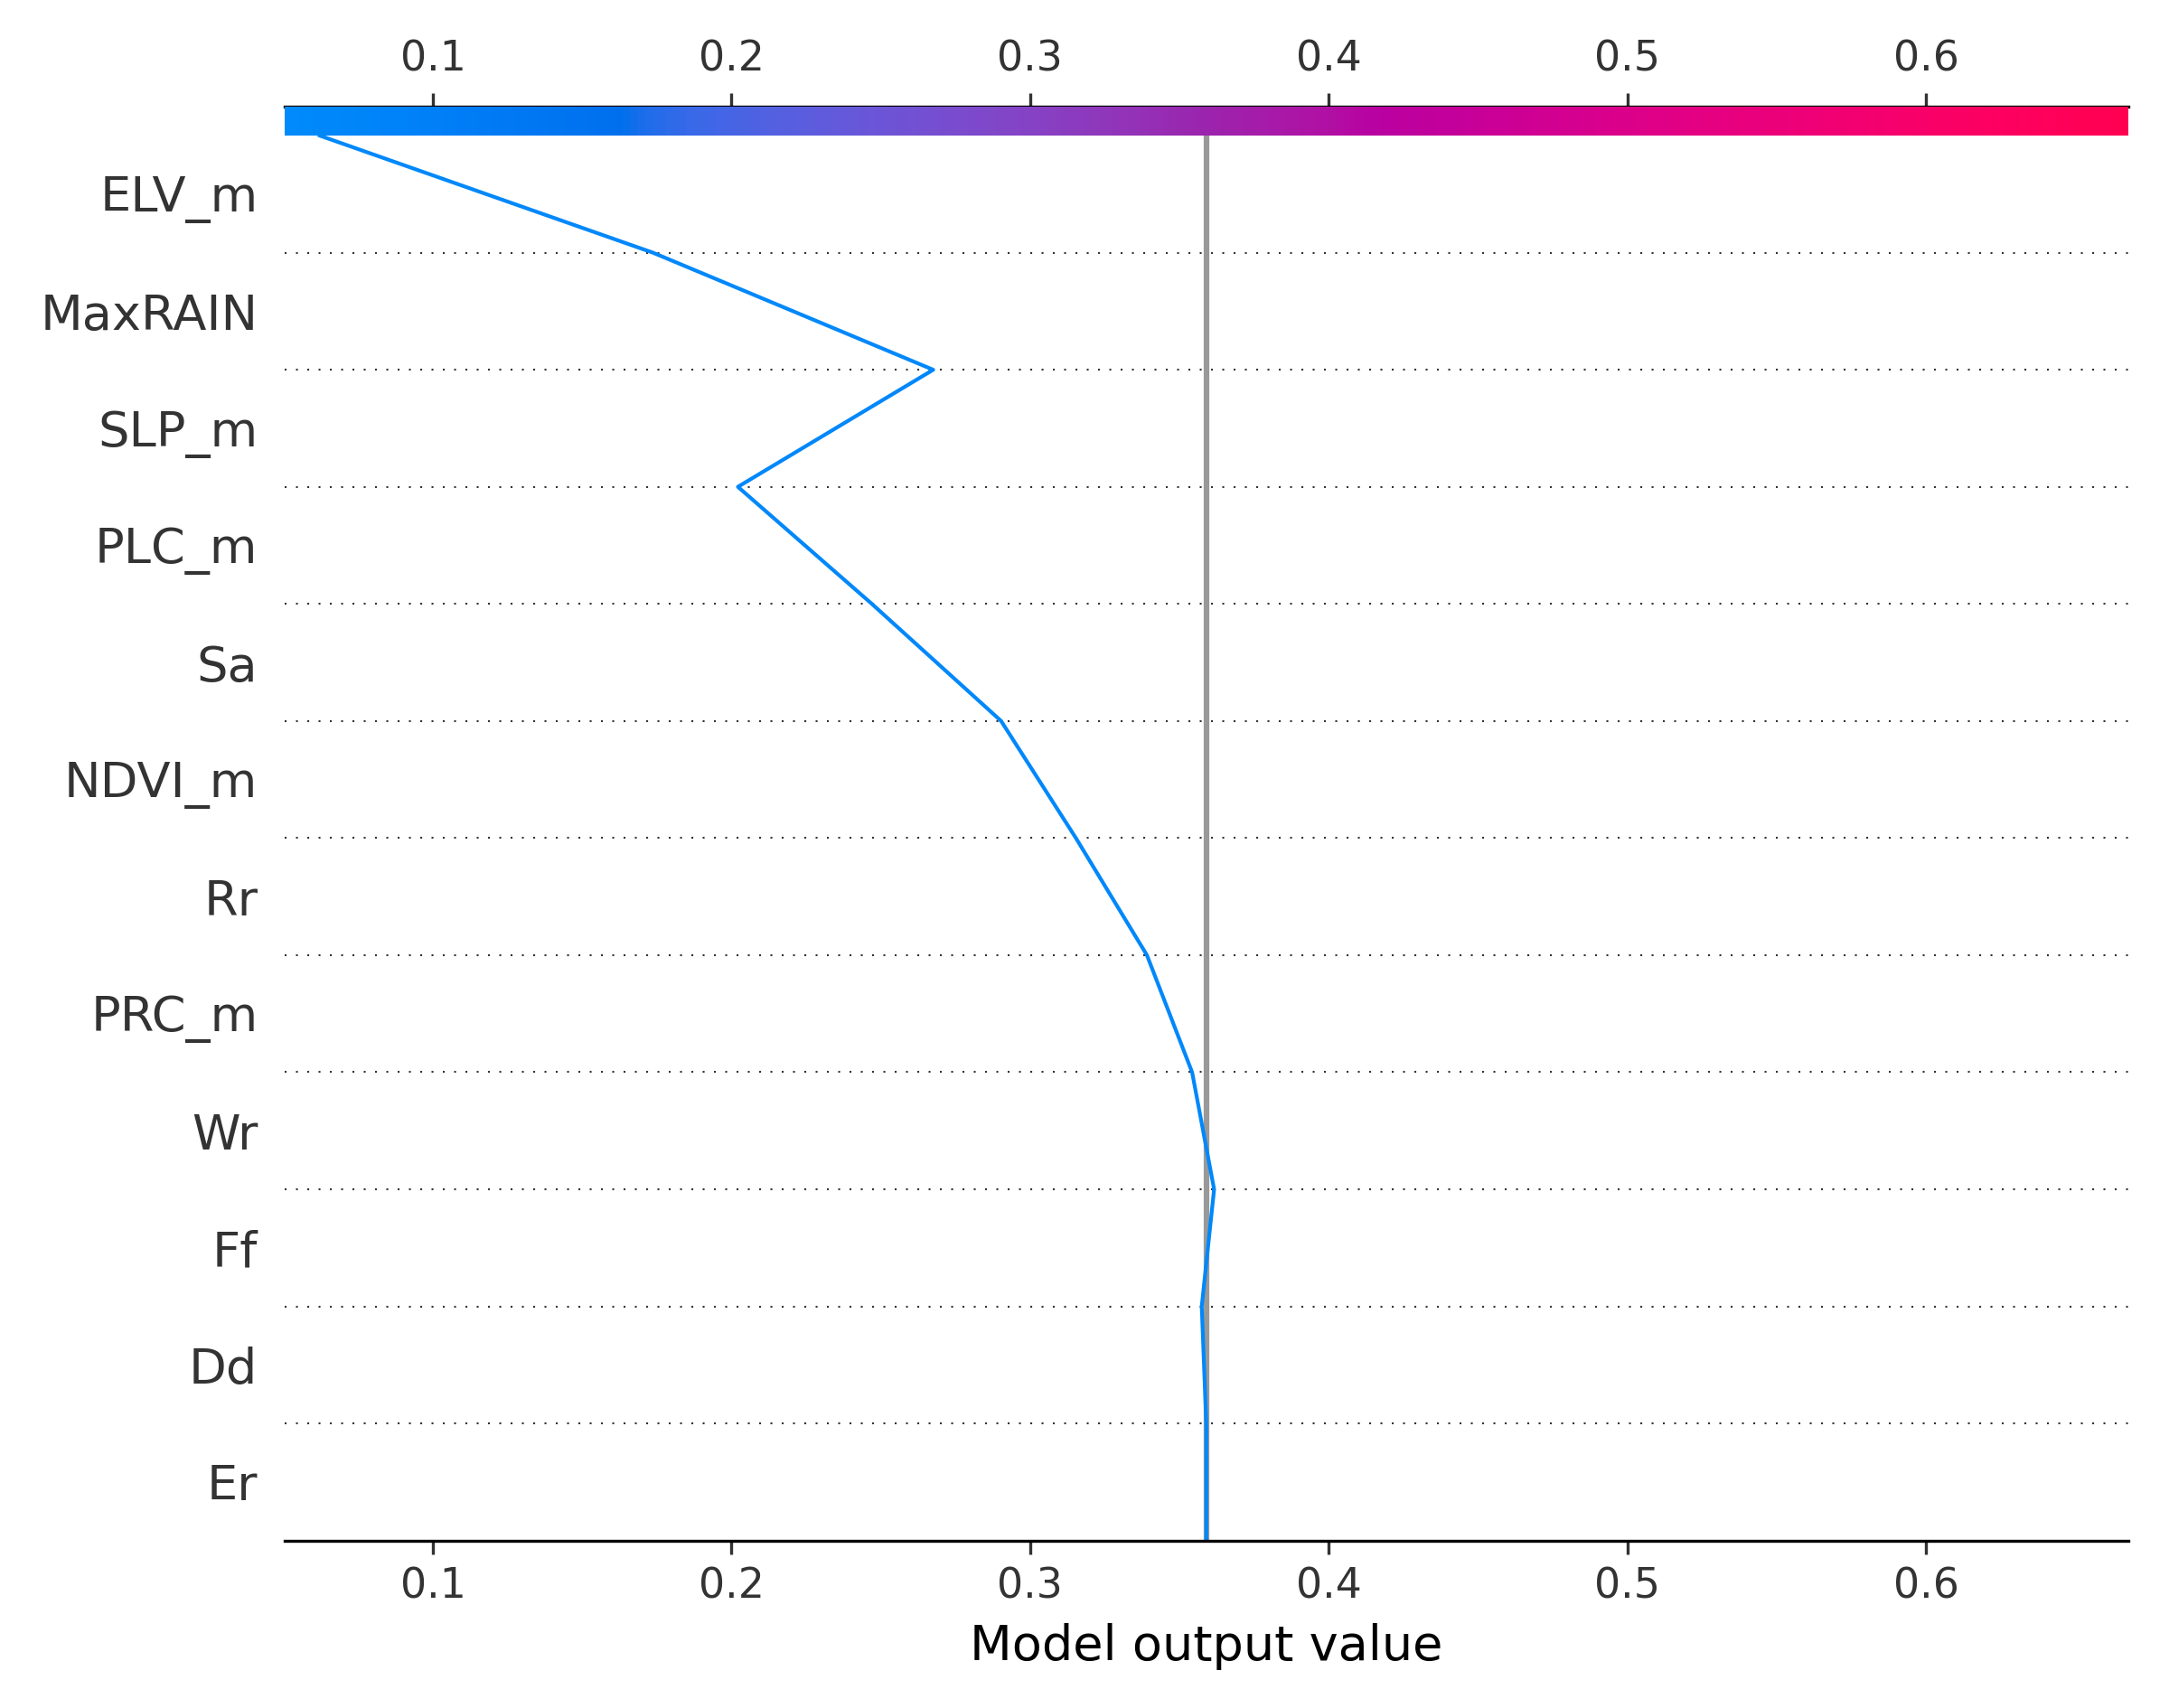 0.1 0.2 0.3 0.4 0.5 0.6
ELV_m
MaxRAIN
SLP_m
PLC_m
Sa
NDVI_m
Rr
PRC_m
Wr
Ff
Dd
Er
0.1 0.2 0.3 0.4 0.5 0.6
Model output value